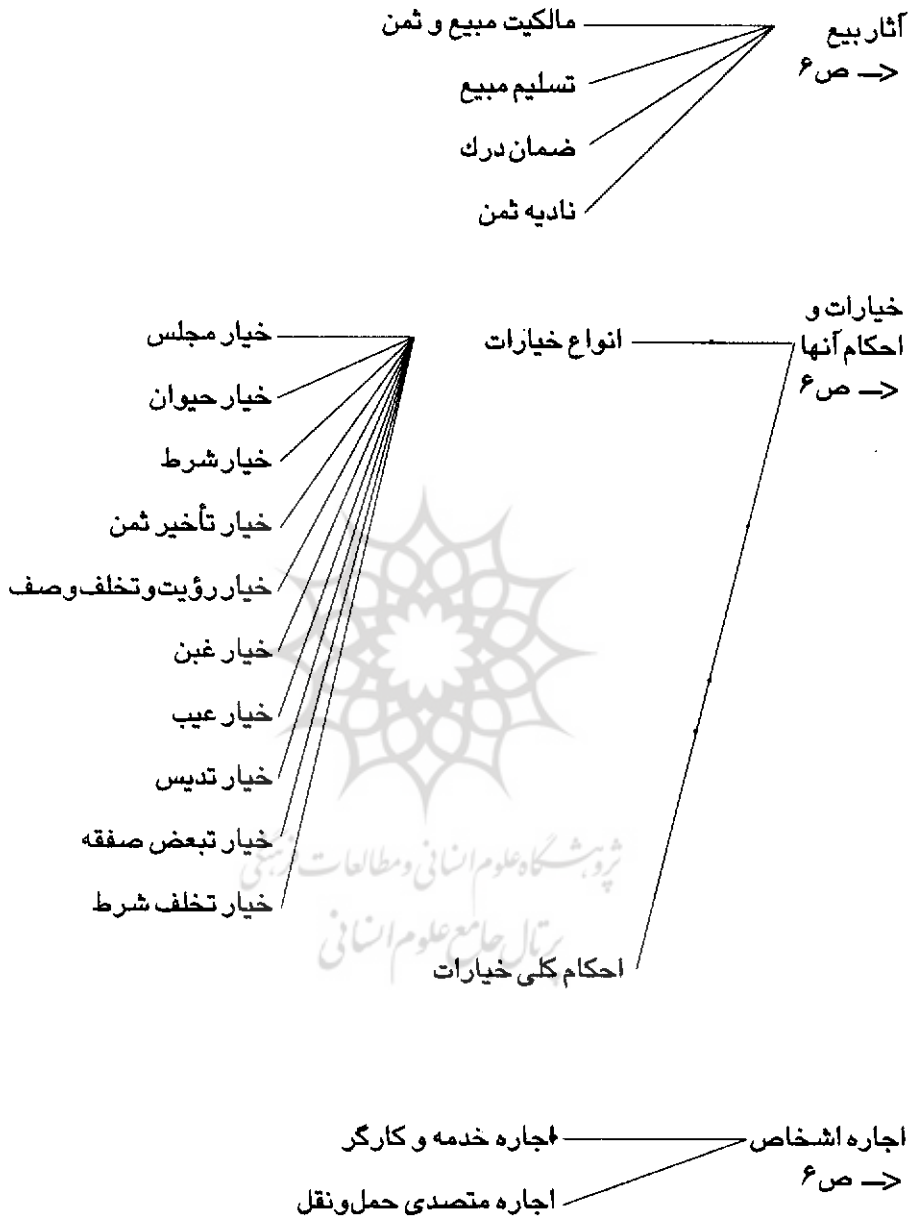 آثار بیع
<— ص۶
مالکیت مبیع و ثمن
تسلیم مبیع
ضمان درك
نادیه ثمن
خیارات و
احکام آنها
<— ص۶
انواع خیارات
خیار مجلس
خیار حیوان
خیار شرط
خیار تأخیر ثمن
خیار رؤیت و تخلف وصف
خیار غبن
خیار عیب
خیار تدیس
خیار تبعض صفقه
خیار تخلف شرط
احکام کلی خیارات
پژوهشگاه علوم انسانی و مطالعات فرهنگی
پرتال جامع علوم انسانی
اجاره اشخاص
<— ص۶
اجاره خدمه و کارگر
اجاره متصدی حمل‌ونقل